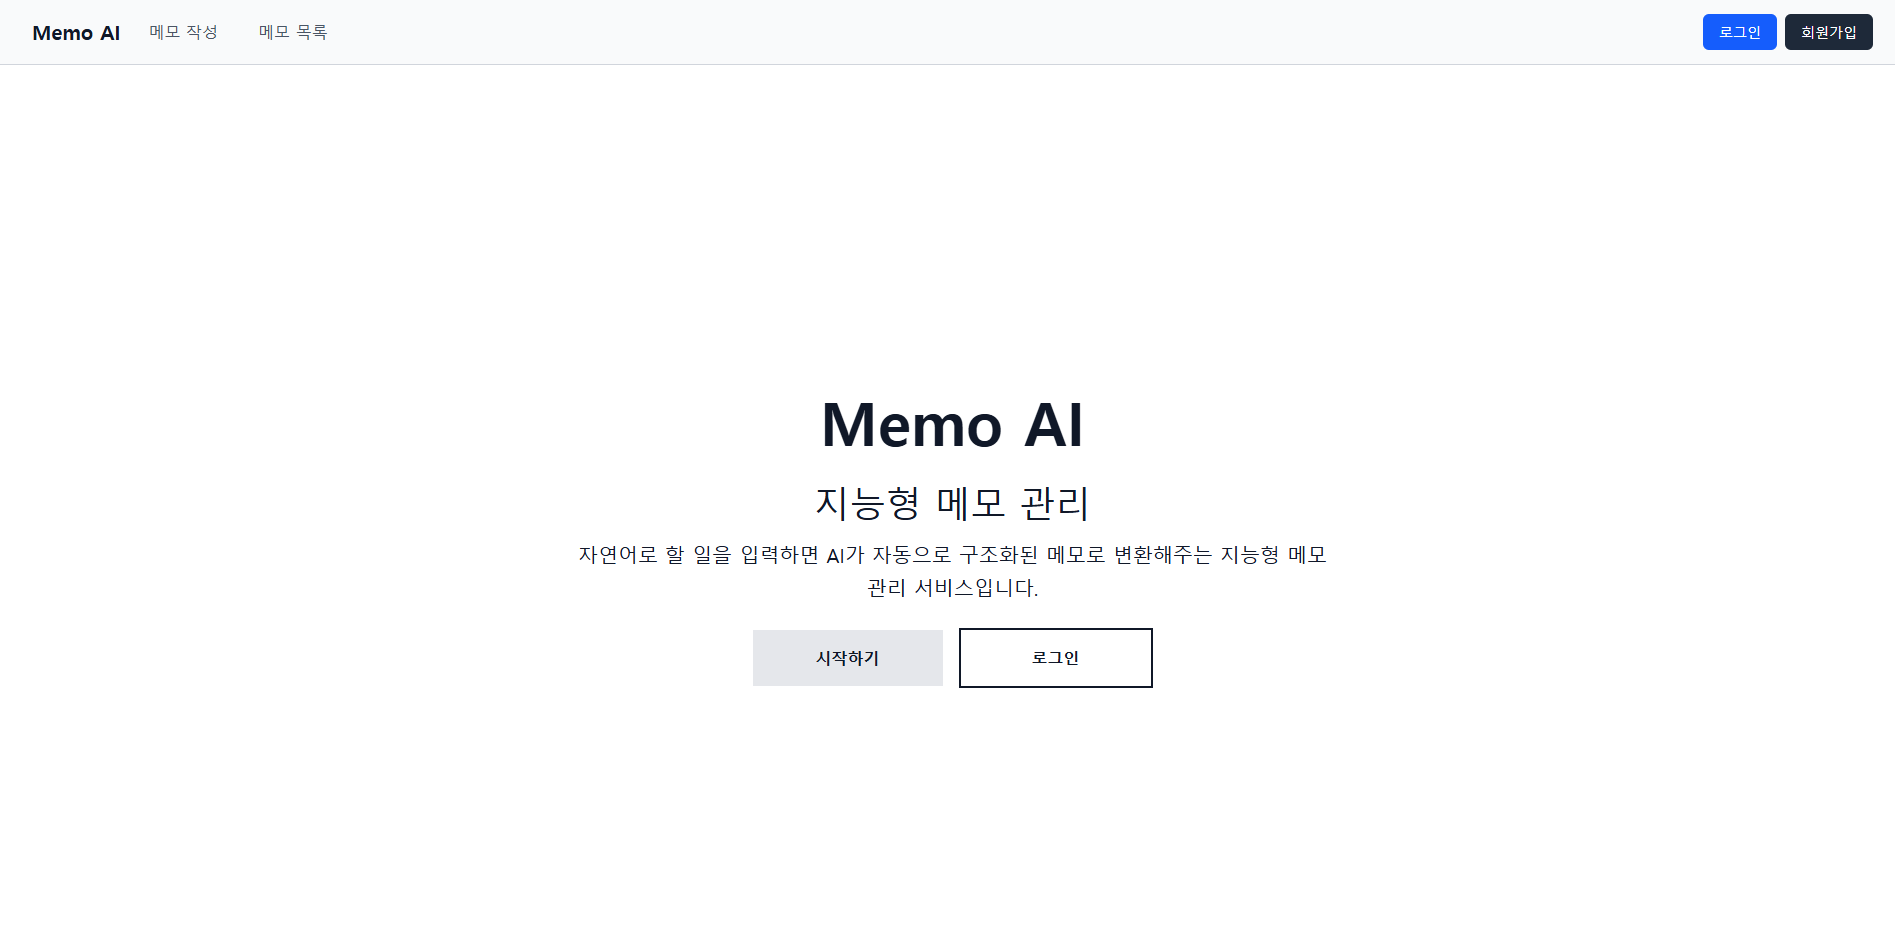 Memo AI
메모 작성
메모 목록
로그인
회원가입
Memo AI
지능형 메모 관리
자연어로 할 일을 입력하면 AI가 자동으로 구조화된 메모로 변환해주는 지능형 메모
관리 서비스입니다.
시작하기
로그인